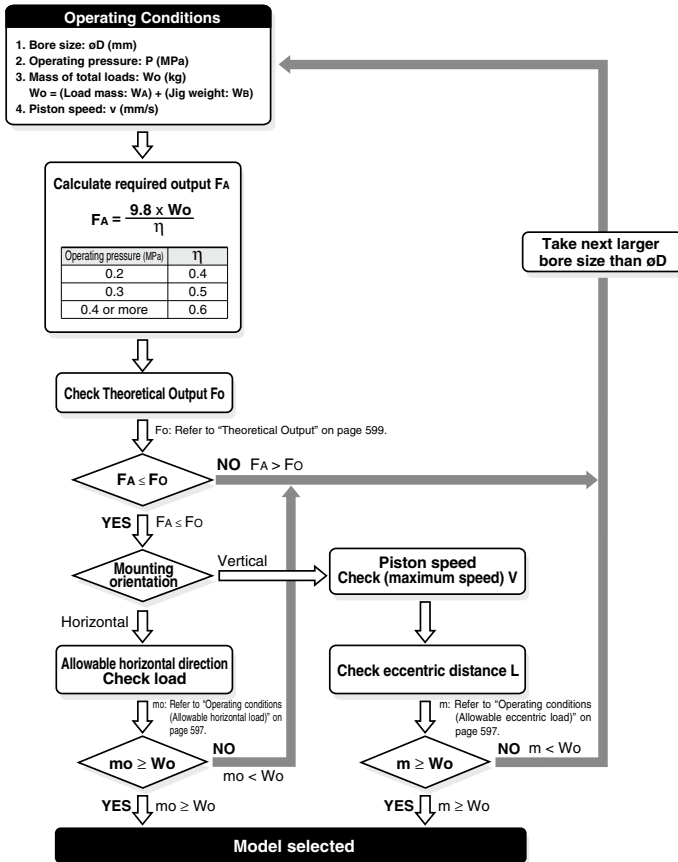 Operating Conditions
1. Bore size: øD (mm)
2. Operating pressure: P (MPa)
3. Mass of total loads: Wo (kg)
Wo = (Load mass: WA) + (Jig weight: WB)
4. Piston speed: v (mm/s)
Calculate required output FA
FA = 9.8 x Wo / η
Operating pressure (MPa) η
0.2 0.4
0.3 0.5
0.4 or more 0.6
Take next larger
bore size than øD
Check Theoretical Output Fo
Fo: Refer to “Theoretical Output” on page 599.
FA ≤ FO
NO FA > FO
YES FA ≤ FO
Mounting
orientation
Vertical
Piston speed
Check (maximum speed) V
Horizontal
Allowable horizontal direction
Check load
Check eccentric distance L
mo: Refer to “Operating conditions
(Allowable horizontal load)” on
page 597.
m: Refer to “Operating conditions
(Allowable eccentric load)” on
page 597.
mo ≥ Wo
NO
mo < Wo
m ≥ Wo
NO m < Wo
YES mo ≥ Wo
YES m ≥ Wo
Model selected